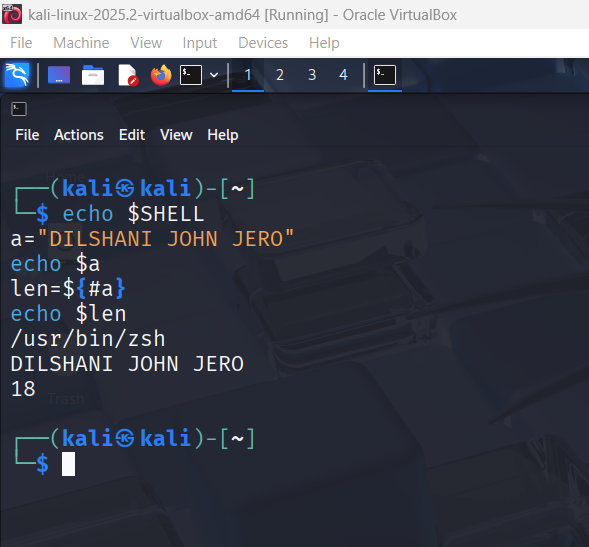 kali-linux-2025.2-virtualbox-amd64 [Running] - Oracle VirtualBox
File Machine View Input Devices Help
1 2 3 4
File Actions Edit View Help
┌──(kali㉿kali)-[~]
└─$ echo $SHELL
a="DILSHANI JOHN JERO"
echo $a
len=${#a}
echo $len
/usr/bin/zsh
DILSHANI JOHN JERO
18
Trash
┌──(kali㉿kali)-[~]
└─$